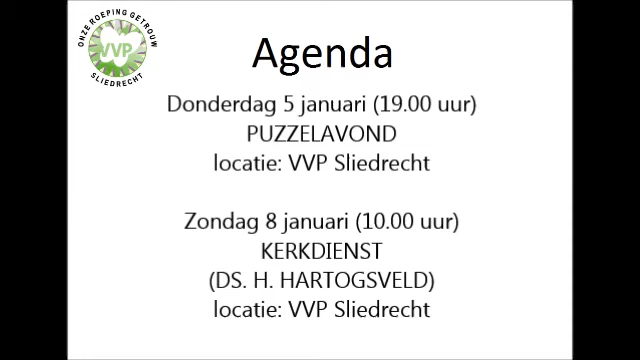 ONZE ROEPING GETROUW
VVP
SLIEDRECHT
Agenda
Donderdag 5 januari (19.00 uur)
PUZZELAVOND
locatie: VVP Sliedrecht
Zondag 8 januari (10.00 uur)
KERKDIENST
(DS. H. HARTOGSVELD)
locatie: VVP Sliedrecht